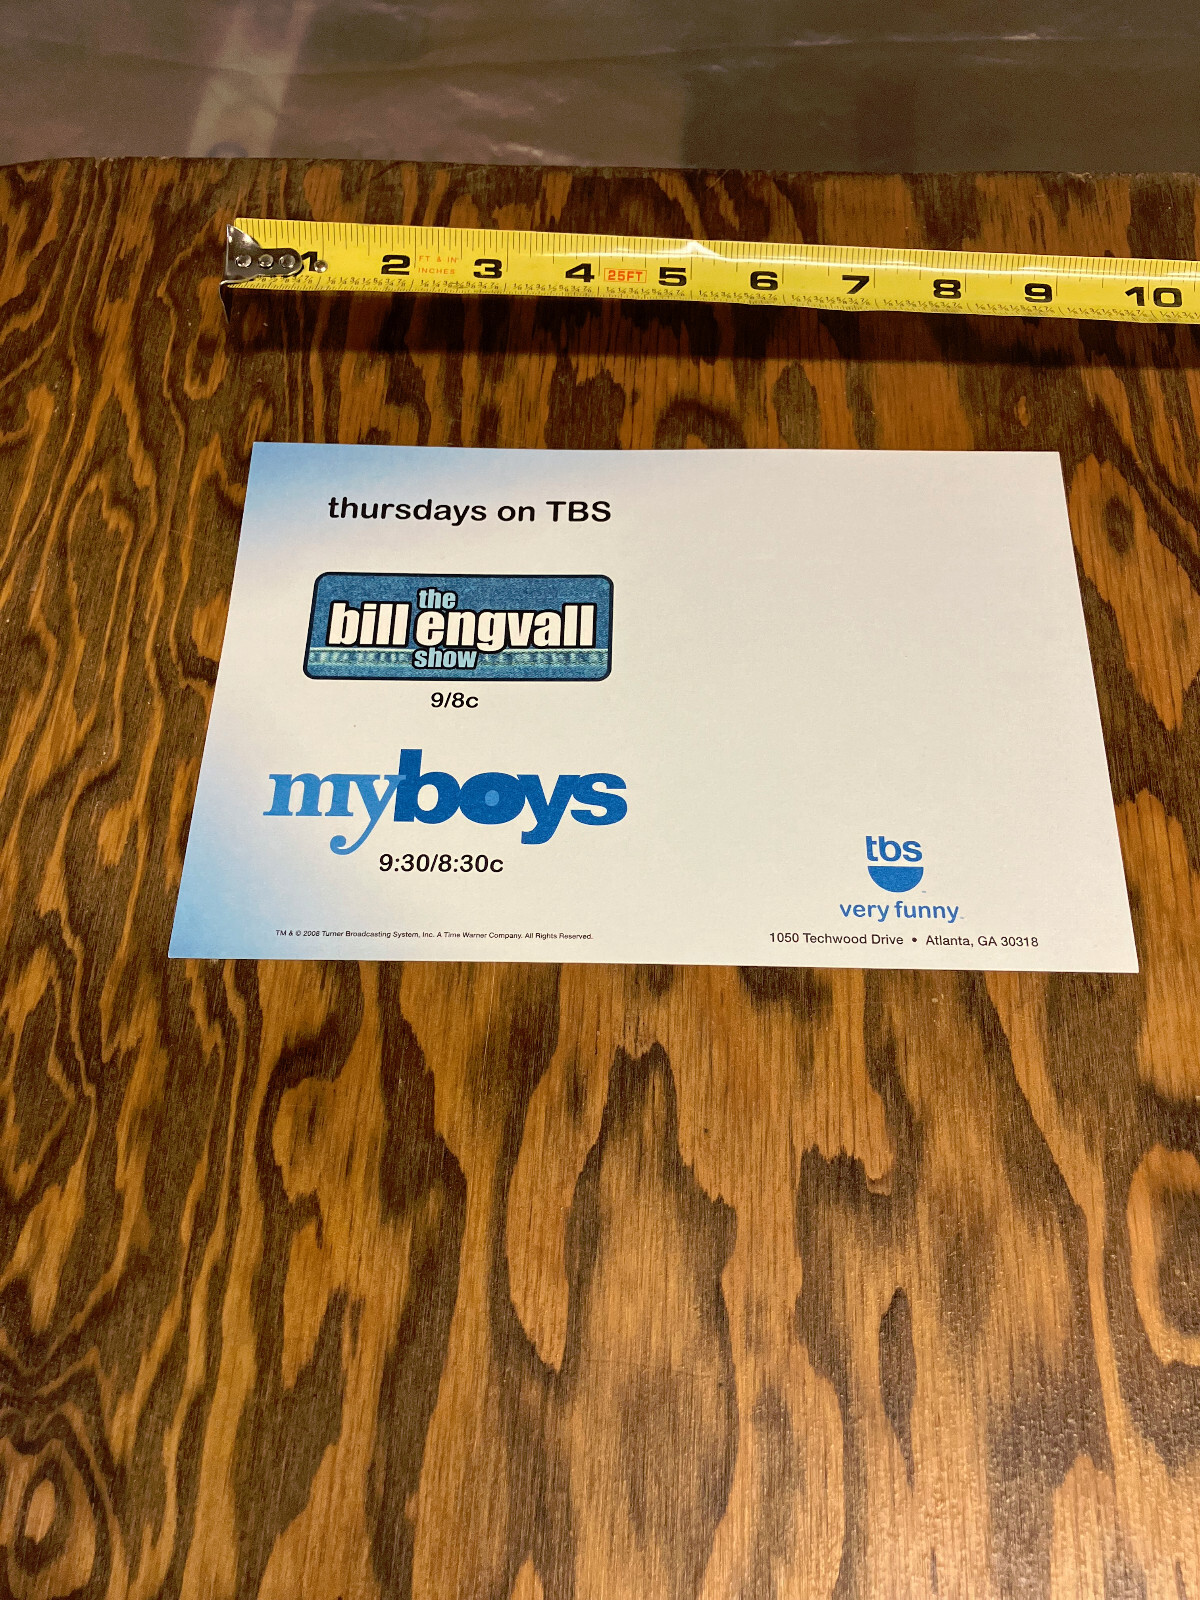 1 2 FT & IN INCHES 3 4 25FT 5 6 7 8 9 10
thursdays on TBS
the
bill engvall
show
9/8c
myboys
9:30/8:30c
tbs
very funny
TM & © 2008 Turner Broadcasting System, Inc. A Time Warner Company. All Rights Reserved.
1050 Techwood Drive • Atlanta, GA 30318